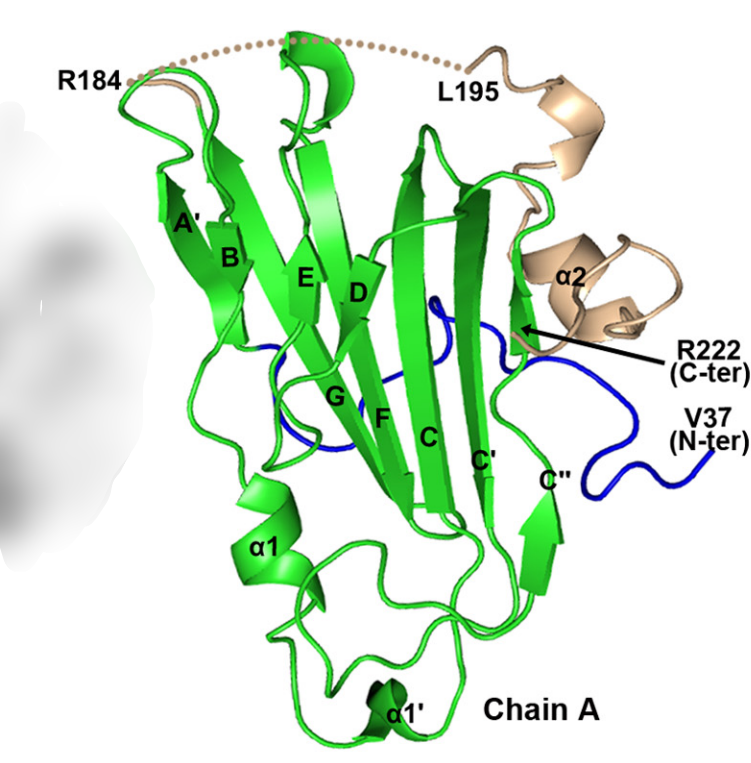 R184
L195
A'
B
E
D
α2
R222
(C-ter)
G
F
C
C'
V37
(N-ter)
C"
α1
α1'
Chain A